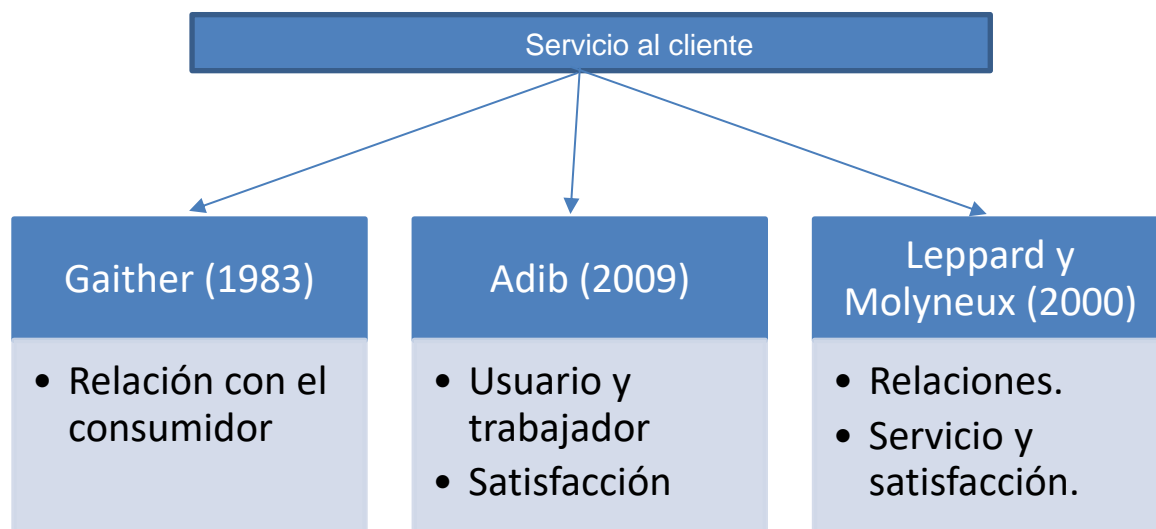 Servicio al cliente
Gaither (1983)
• Relación con el
consumidor
Adib (2009)
• Usuario y
trabajador
• Satisfacción
Leppard y
Molyneux (2000)
• Relaciones.
• Servicio y
satisfacción.